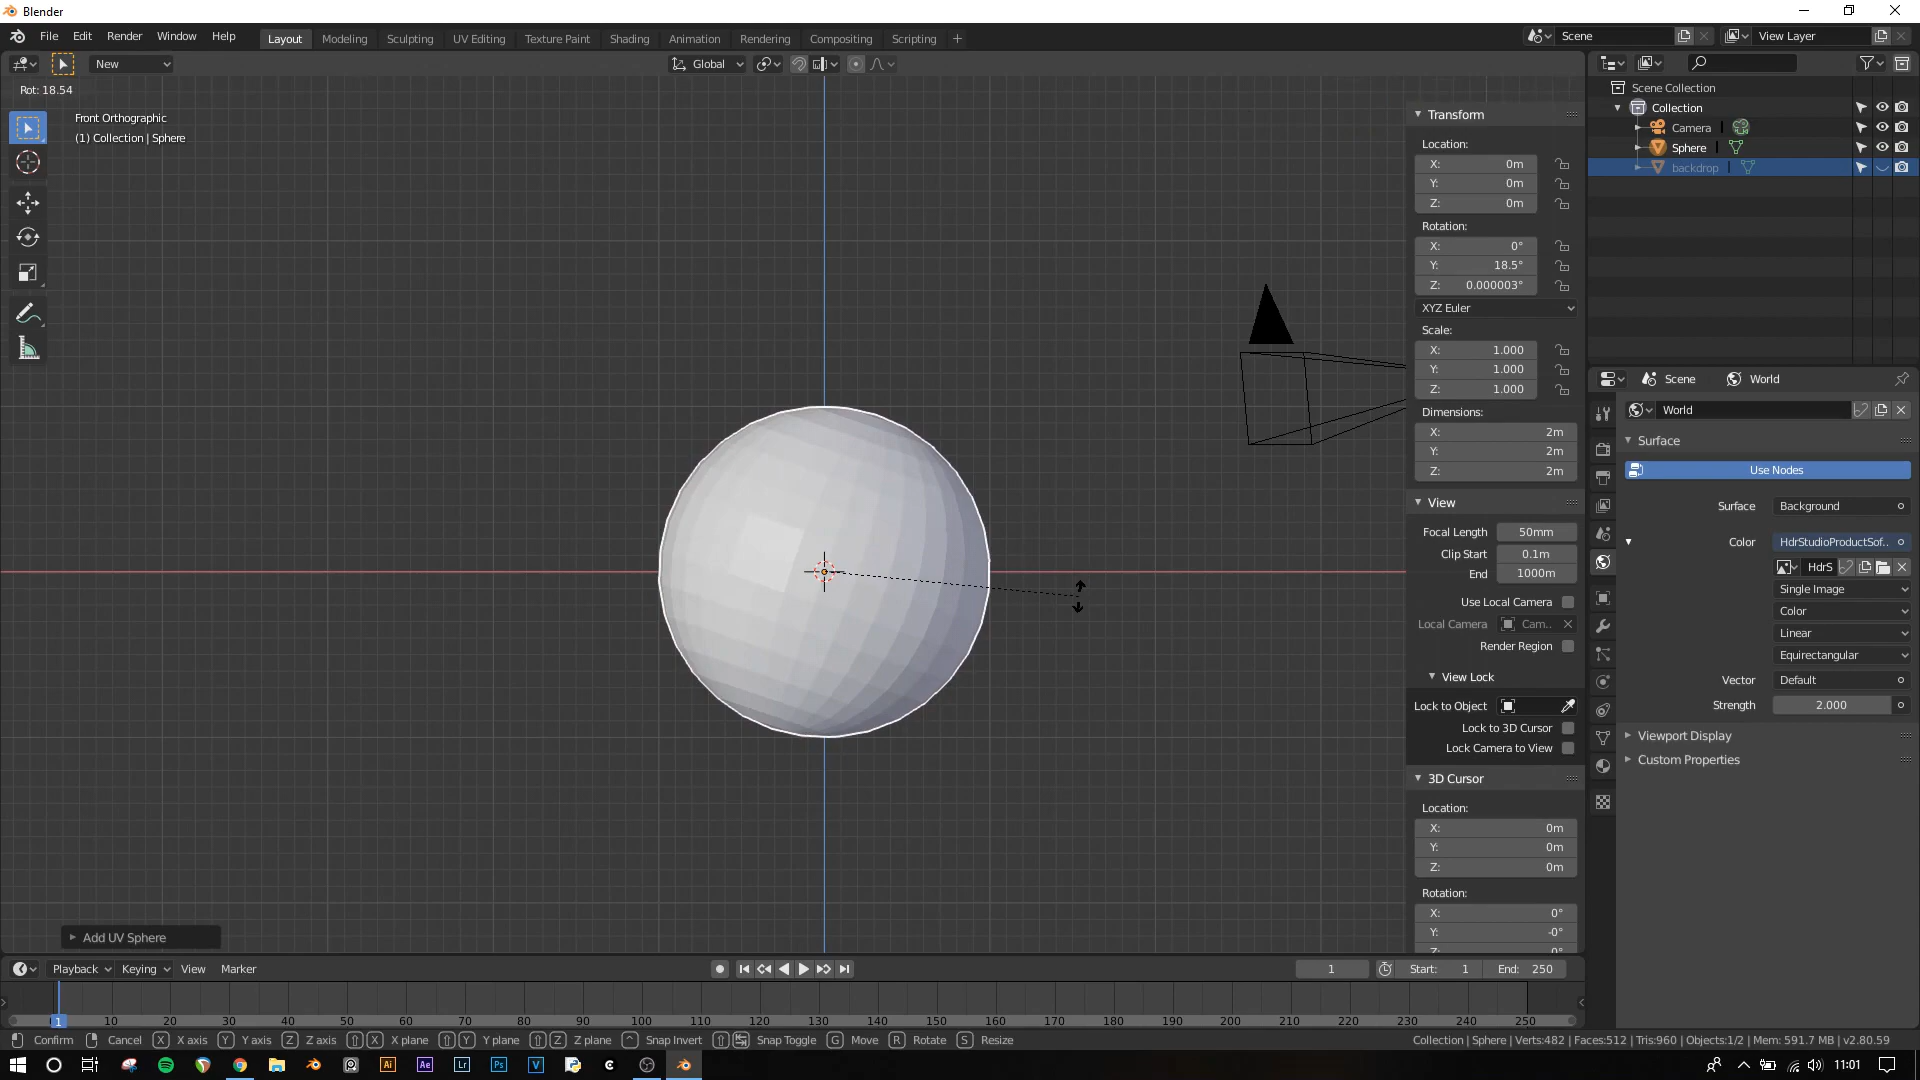 Blender
File Edit Render Window Help
Layout Modeling Sculpting UV Editing Texture Paint Shading Animation Rendering Compositing Scripting +
Scene
View Layer
New
Global
Rot: 18.54
Front Orthographic
(1) Collection | Sphere
Scene Collection
Collection
Camera
Sphere
backdrop
Transform
Location:
X: 0m
Y: 0m
Z: 0m
Rotation:
X: 0°
Y: 18.5°
Z: 0.000003°
XYZ Euler
Scale:
X: 1.000
Y: 1.000
Z: 1.000
Dimensions:
X: 2m
Y: 2m
Z: 2m
View
Focal Length 50mm
Clip Start 0.1m
End 1000m
Use Local Camera
Local Camera Cam..
Render Region
View Lock
Lock to Object
Lock to 3D Cursor
Lock Camera to View
3D Cursor
Location:
X: 0m
Y: 0m
Z: 0m
Rotation:
X: 0°
Y: -0°
Scene World
World
Surface
Use Nodes
Surface Background
Color HdrStudioProductSof..
HdrS
Single Image
Color
Linear
Equirectangular
Vector Default
Strength 2.000
Viewport Display
Custom Properties
Add UV Sphere
Playback Keying View Marker
1 Start: 1 End: 250
1 10 20 30 40 50 60 70 80 90 100 110 120 130 140 150 160 170 180 190 200 210 220 230 240 250
Confirm Cancel X X axis Y Y axis Z Z axis X X plane Y Y plane Z Z plane Snap Invert Snap Toggle G Move R Rotate S Resize
Collection | Sphere | Verts:482 | Faces:512 | Tris:960 | Objects:1/2 | Mem: 591.7 MB | v2.80.59
Ai Ae Lr Ps V C
11:01